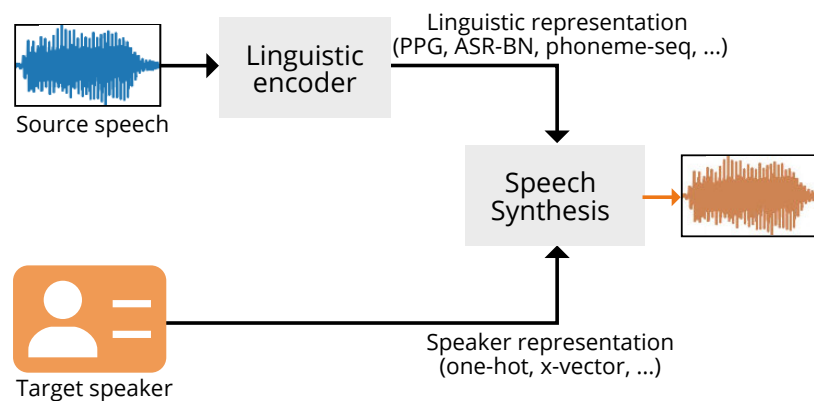 Linguistic representation
(PPG, ASR-BN, phoneme-seq, ...)
Linguistic
encoder
Source speech
Speech
Synthesis
Speaker representation
(one-hot, x-vector, ...)
Target speaker